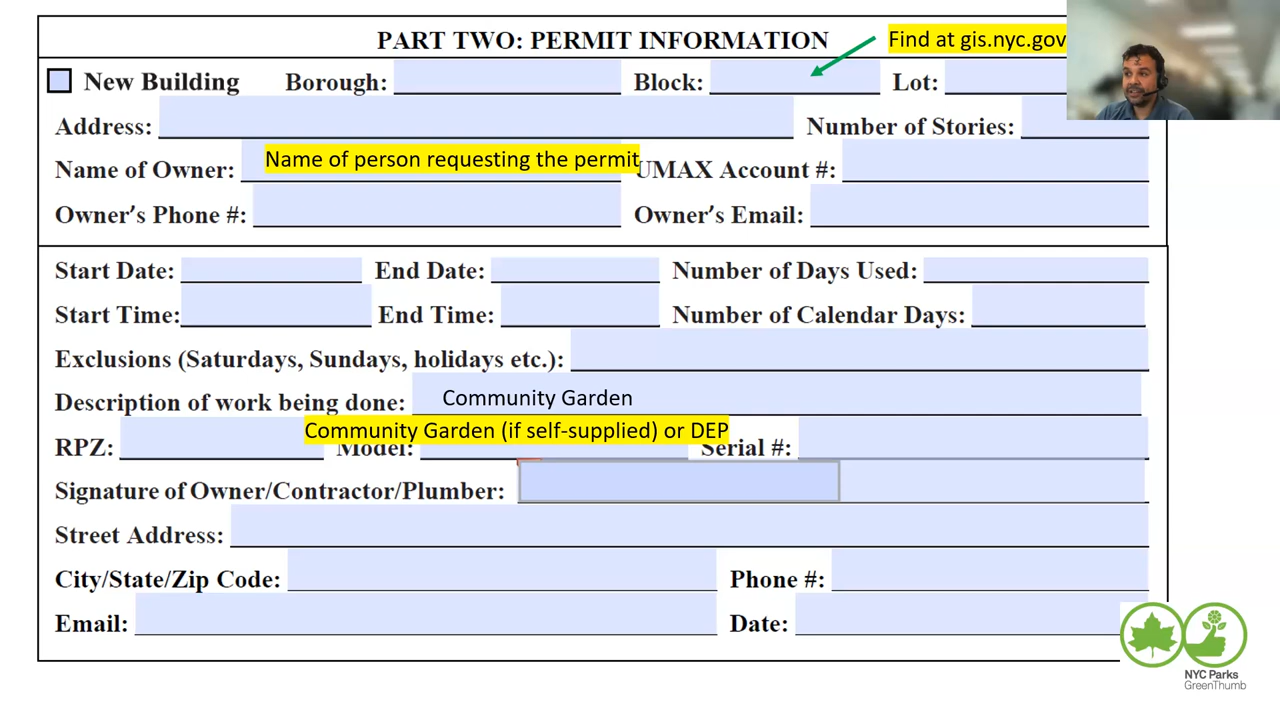 PART TWO: PERMIT INFORMATION
Find at gis.nyc.gov
New Building Borough: Block: Lot:
Address: Number of Stories:
Name of Owner: Name of person requesting the permit UMAX Account #:
Owner's Phone #: Owner's Email:
Start Date: End Date: Number of Days Used:
Start Time: End Time: Number of Calendar Days:
Exclusions (Saturdays, Sundays, holidays etc.):
Description of work being done: Community Garden
Community Garden (if self-supplied) or DEP
RPZ: Model: Serial #:
Signature of Owner/Contractor/Plumber:
Street Address:
City/State/Zip Code: Phone #:
Email: Date:
NYC Parks
GreenThumb